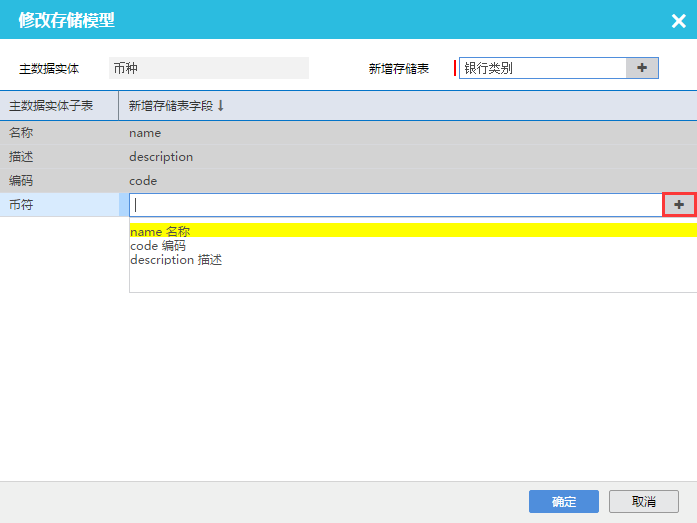 修改存储模型
主数据实体 币种 新增存储表 银行类别
主数据实体子表 新增存储表字段
名称 name
描述 description
编码 code
币符
name 名称
code 编码
description 描述
确定 取消